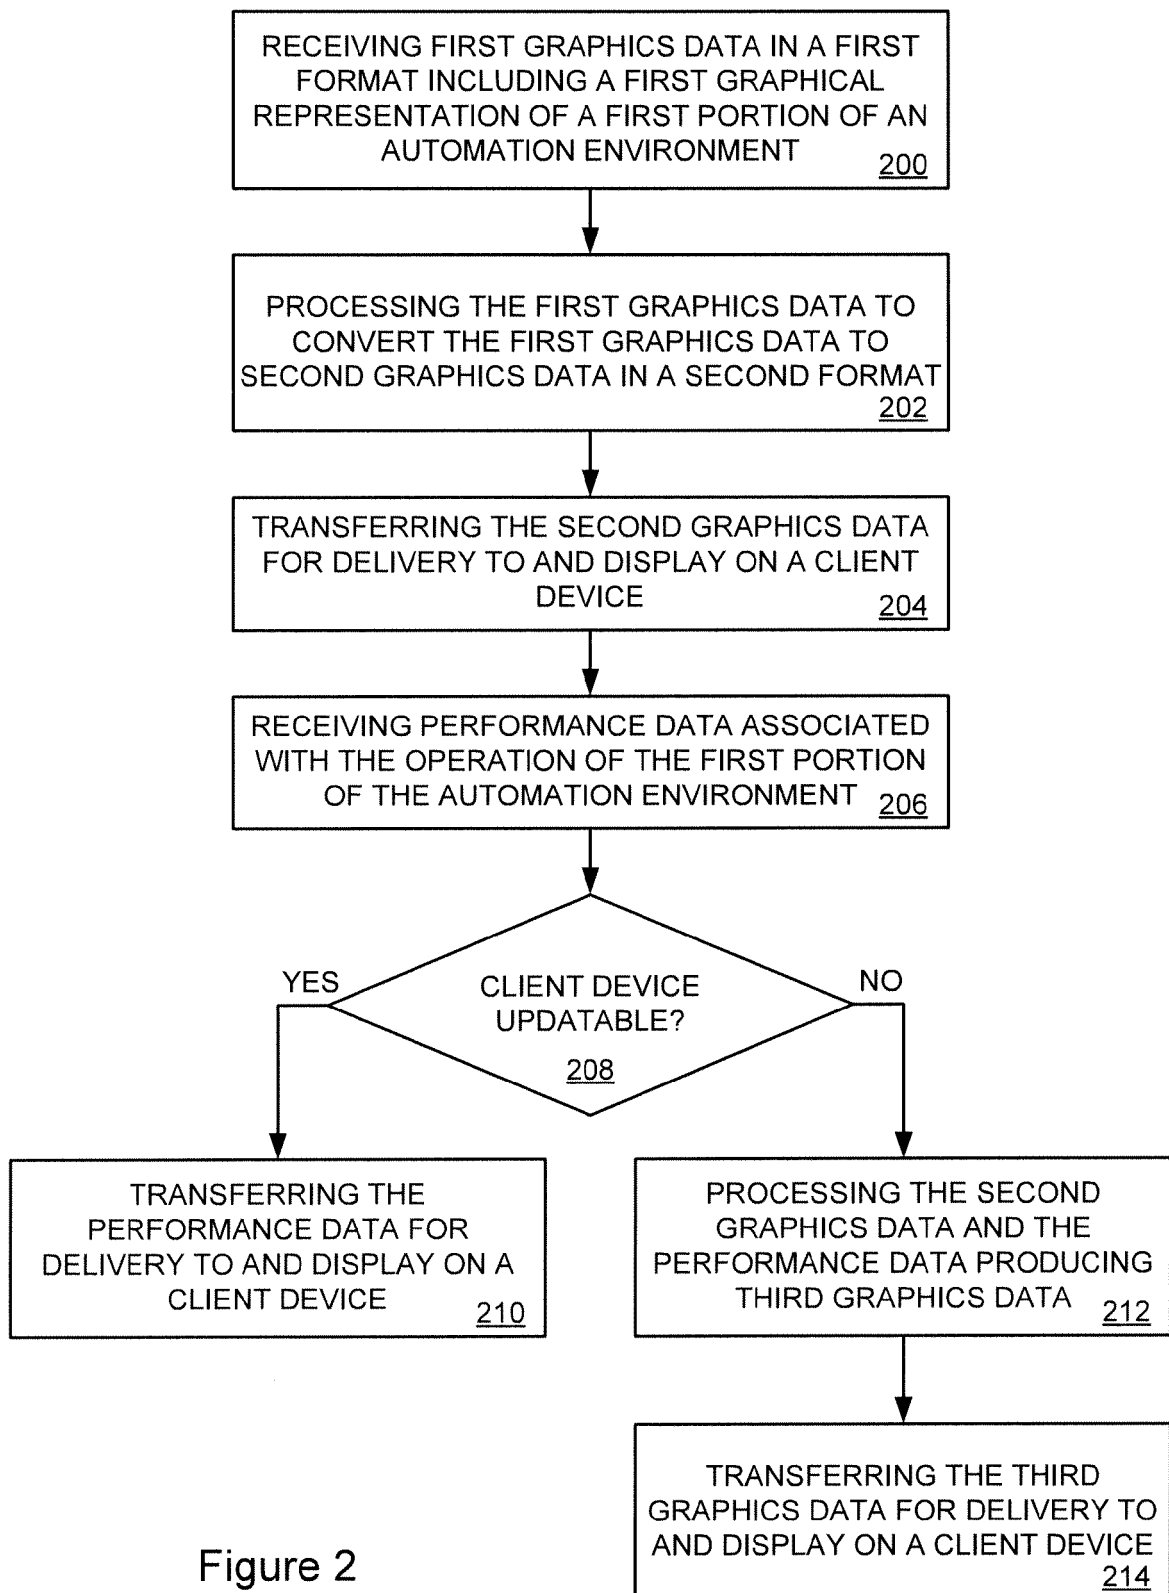 RECEIVING FIRST GRAPHICS DATA IN A FIRST
FORMAT INCLUDING A FIRST GRAPHICAL
REPRESENTATION OF A FIRST PORTION OF AN
AUTOMATION ENVIRONMENT
200
PROCESSING THE FIRST GRAPHICS DATA TO
CONVERT THE FIRST GRAPHICS DATA TO
SECOND GRAPHICS DATA IN A SECOND FORMAT
202
TRANSFERRING THE SECOND GRAPHICS DATA
FOR DELIVERY TO AND DISPLAY ON A CLIENT
DEVICE
204
RECEIVING PERFORMANCE DATA ASSOCIATED
WITH THE OPERATION OF THE FIRST PORTION
OF THE AUTOMATION ENVIRONMENT
206
YES
CLIENT DEVICE
UPDATABLE?
208
NO
TRANSFERRING THE
PERFORMANCE DATA FOR
DELIVERY TO AND DISPLAY ON A
CLIENT DEVICE
210
PROCESSING THE SECOND
GRAPHICS DATA AND THE
PERFORMANCE DATA PRODUCING
THIRD GRAPHICS DATA
212
TRANSFERRING THE THIRD
GRAPHICS DATA FOR DELIVERY TO
AND DISPLAY ON A CLIENT DEVICE
214
Figure 2